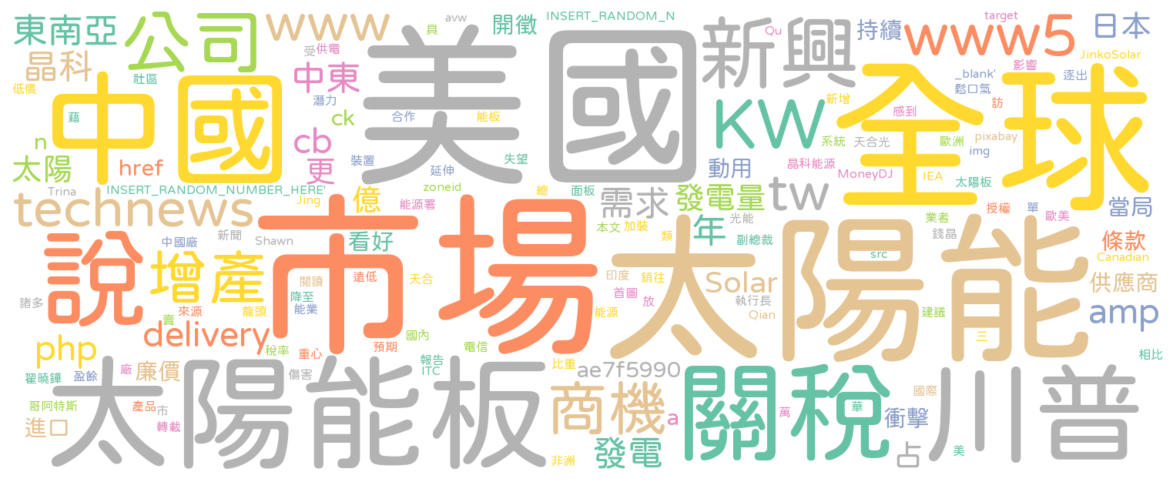 東南亞
公司
www
開徵
INSERT_RANDOM_N
avw
具
target
Qu
日本
受
供電
美國
新興
持續
www5
JinkoSolar
影響
晶科
社區
中東
低價
中國
潛力
合作
能板
KW
新增
_blank'
鬆口氣
逐出
全球
感到
訪
藉
ck
n
cb
裝置
失望
系統
天合光
歐洲
pixabay
img
太陽
href
更
延伸
動用
晶科能源
MoneyDJ
IEA
太陽板
Trina
INSERT_RANDOM_NUMBER_HERE'
Jing
億
zoneid
總
面板
發電量
tw
授權
單
歐美
當局
technews
能源署
需求
本文
加裝
光能
類
年
副總裁
業者
錢晶
條款
Canadian
說
中國廠
新聞
Shawn
看好
市場
太陽能
src
諸多
增產
閱讀
遠低
天合
印度
銷往
Solar
首圖
放
執行長
Qian
供應商
來源
龍頭
降至
能業
能源
建議
amp
賣
delivery
稅率
重心
預期
國內
電信
三
相比
php
太陽能板
報告
ITC
比重
ae7f5990
翟曉鏵
盈餘
廠
廉價
傷害
商機
a
關稅
川普
國際
哥阿特斯
產品
市
轉載
萬
華
衝擊
進口
發電
非洲
占
美